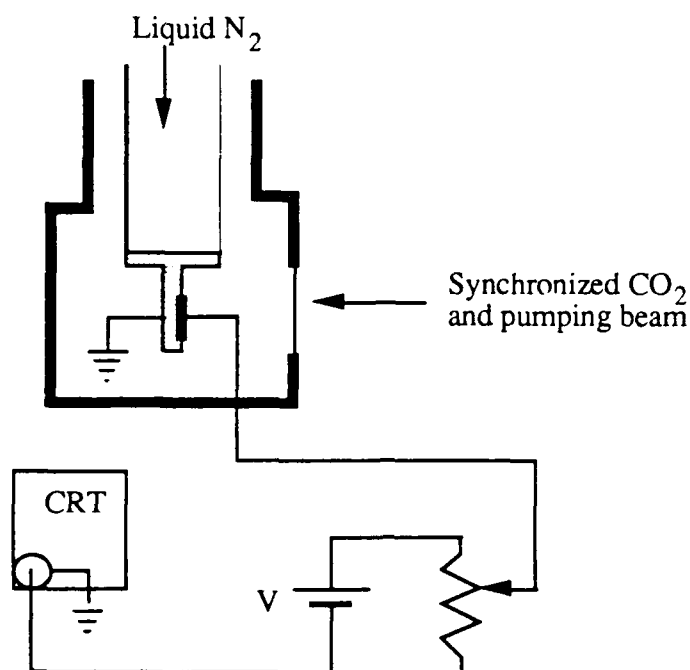 Liquid N₂
Synchronized CO₂
and pumping beam
CRT
V